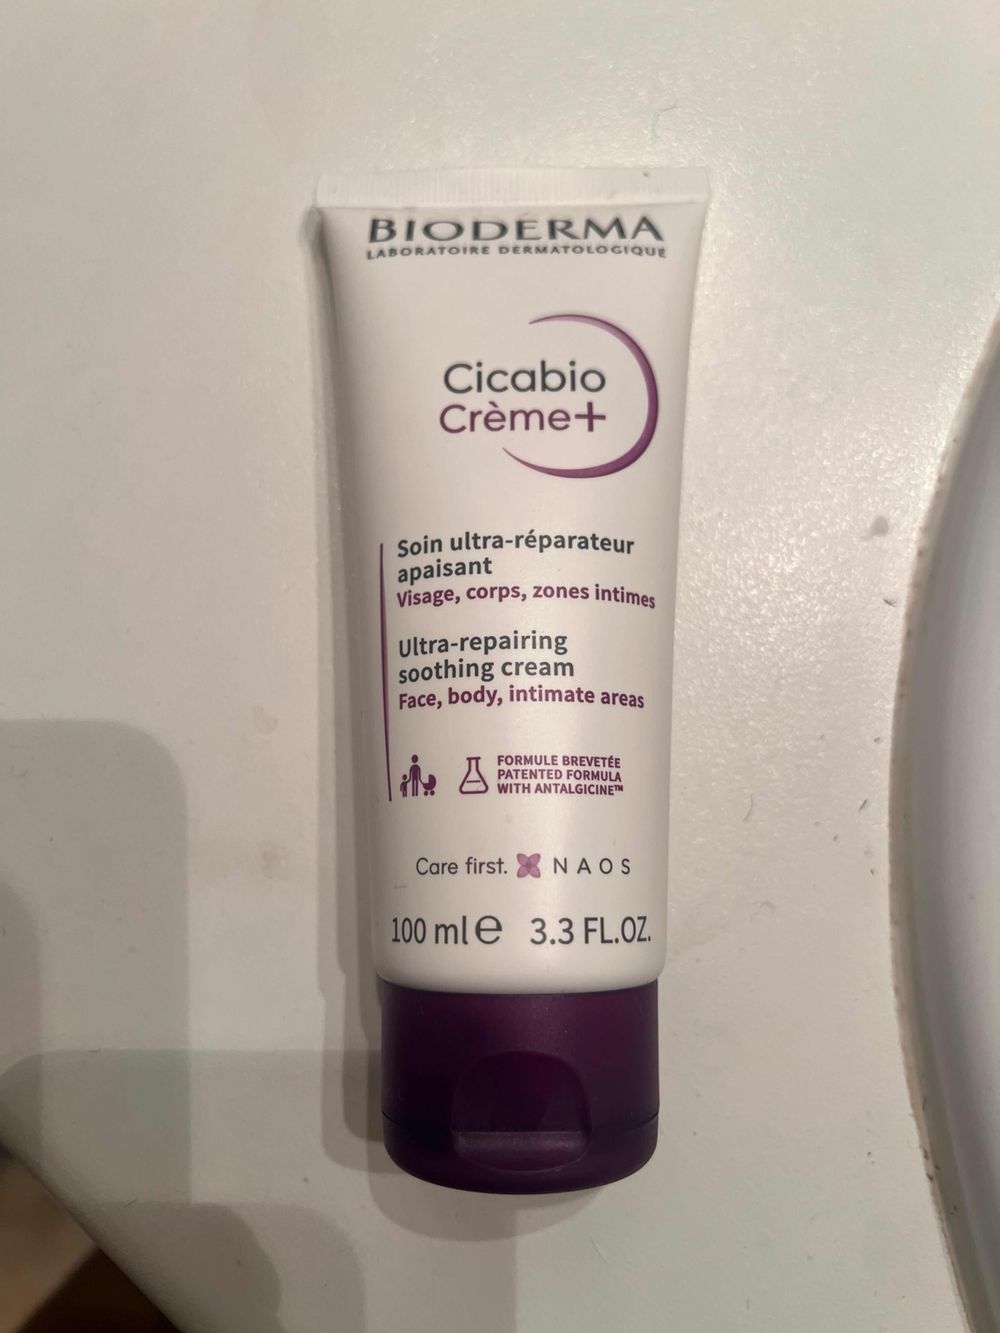 BIODERMA
LABORATOIRE DERMATOLOGIQUE
Cicabio
Crème+
Soin ultra-réparateur
apaisant
Visage, corps, zones intimes
Ultra-repairing
soothing cream
Face, body, intimate areas
FORMULE BREVETÉE
PATENTED FORMULA
WITH ANTALGICINE™
Care first. NAOS
100 ml e 3.3 FL.OZ.